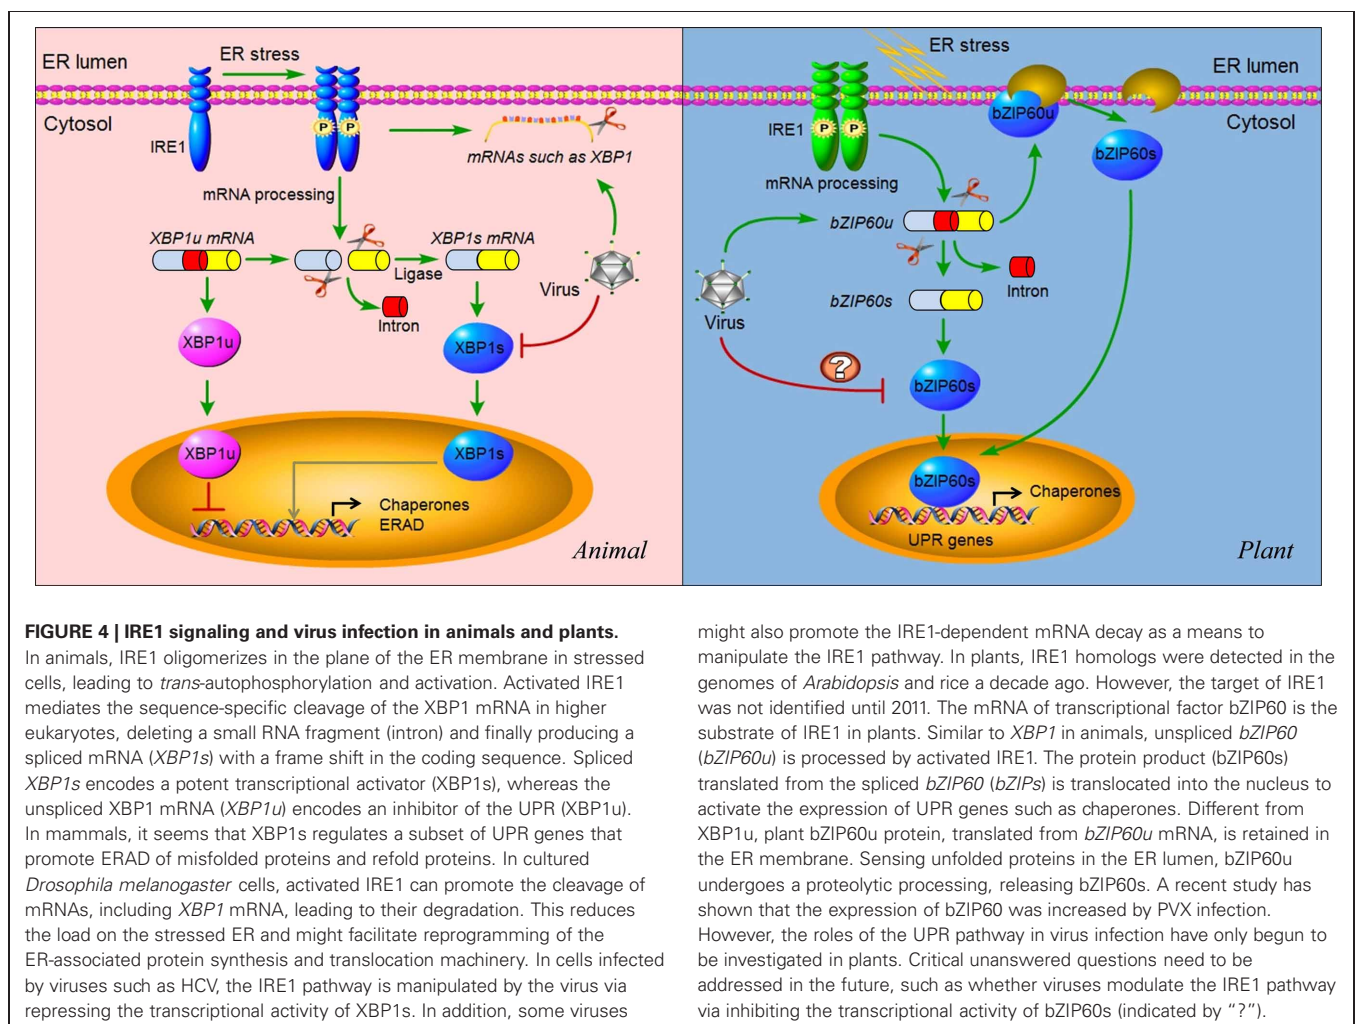 ER lumen
ER stress
Cytosol
IRE1
P
P
mRNAs such as XBP1
mRNA processing
XBP1u mRNA
XBP1s mRNA
Ligase
Intron
Virus
XBP1u
XBP1s
XBP1u
XBP1s
Chaperones
ERAD
Animal
ER stress
ER lumen
Cytosol
IRE1
P
P
bZIP60u
bZIP60s
mRNA processing
bZIP60u
Intron
bZIP60s
Virus
?
bZIP60s
bZIP60s
Chaperones
UPR genes
Plant
FIGURE 4 | IRE1 signaling and virus infection in animals and plants.
In animals, IRE1 oligomerizes in the plane of the ER membrane in stressed
cells, leading to trans-autophosphorylation and activation. Activated IRE1
mediates the sequence-specific cleavage of the XBP1 mRNA in higher
eukaryotes, deleting a small RNA fragment (intron) and finally producing a
spliced mRNA (XBP1s) with a frame shift in the coding sequence. Spliced
XBP1s encodes a potent transcriptional activator (XBP1s), whereas the
unspliced XBP1 mRNA (XBP1u) encodes an inhibitor of the UPR (XBP1u).
In mammals, it seems that XBP1s regulates a subset of UPR genes that
promote ERAD of misfolded proteins and refold proteins. In cultured
Drosophila melanogaster cells, activated IRE1 can promote the cleavage of
mRNAs, including XBP1 mRNA, leading to their degradation. This reduces
the load on the stressed ER and might facilitate reprogramming of the
ER-associated protein synthesis and translocation machinery. In cells infected
by viruses such as HCV, the IRE1 pathway is manipulated by the virus via
repressing the transcriptional activity of XBP1s. In addition, some viruses
might also promote the IRE1-dependent mRNA decay as a means to
manipulate the IRE1 pathway. In plants, IRE1 homologs were detected in the
genomes of Arabidopsis and rice a decade ago. However, the target of IRE1
was not identified until 2011. The mRNA of transcriptional factor bZIP60 is the
substrate of IRE1 in plants. Similar to XBP1 in animals, unspliced bZIP60
(bZIP60u) is processed by activated IRE1. The protein product (bZIP60s)
translated from the spliced bZIP60 (bZIPs) is translocated into the nucleus to
activate the expression of UPR genes such as chaperones. Different from
XBP1u, plant bZIP60u protein, translated from bZIP60u mRNA, is retained in
the ER membrane. Sensing unfolded proteins in the ER lumen, bZIP60u
undergoes a proteolytic processing, releasing bZIP60s. A recent study has
shown that the expression of bZIP60 was increased by PVX infection.
However, the roles of the UPR pathway in virus infection have only begun to
be investigated in plants. Critical unanswered questions need to be
addressed in the future, such as whether viruses modulate the IRE1 pathway
via inhibiting the transcriptional activity of bZIP60s (indicated by “?”).